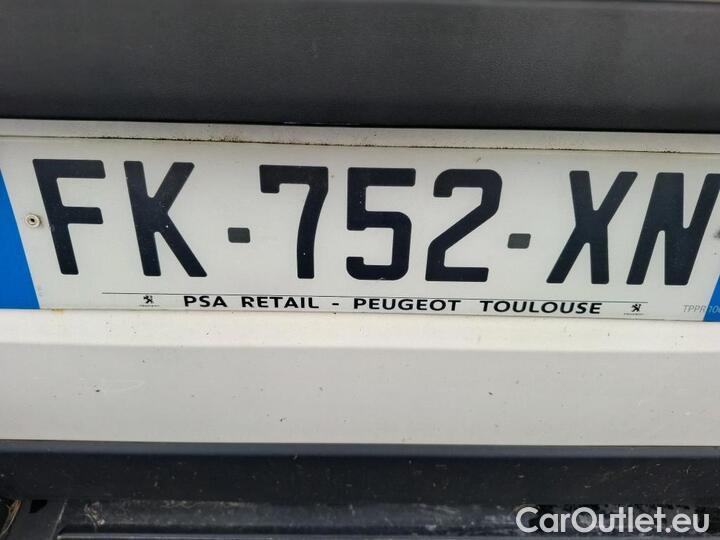 FK-752-XN
PSA RETAIL - PEUGEOT TOULOUSE
CarOutlet.eu